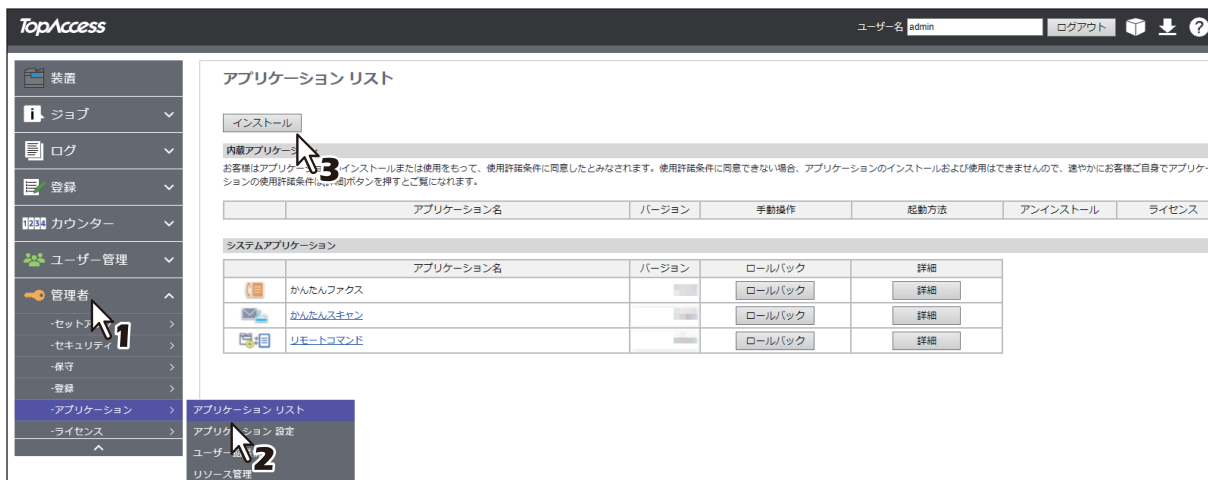 TopAccess
ユーザー名 admin ログアウト
装置
ジョブ
ログ
登録
カウンター
ユーザー管理
管理者
1
-セキュリティ
-保守
-登録
-アプリケーション
-ライセンス
アプリケーション リスト
アプリケーション 設定
2
リソース管理
アプリケーション リスト
インストール
3
内蔵アプリケー
お客様はアプリケーションのインストールまたは使用をもって、使用許諾条件に同意したとみなされます。使用許諾条件に同意できない場合、アプリケーションのインストールおよび使用はできませんので、速やかにお客様ご自身でアプリケー
ションの使用許諾条件は[詳細]ボタンを押すとご覧になれます。
アプリケーション名 バージョン 手動操作 起動方法 アンインストール ライセンス
システムアプリケーション
アプリケーション名 バージョン ロールバック 詳細
かんたんファクス ロールバック 詳細
かんたんスキャン ロールバック 詳細
リモートコマンド ロールバック 詳細